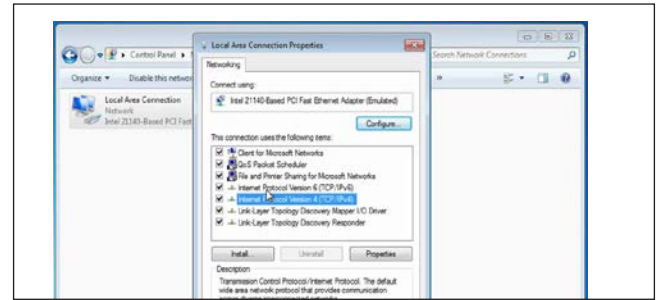 Local Area Connection Properties
Control Panel
Search Network Connections
Organize
Disable this networ
Local Area Connection
Network
Intel 21140-Based PCI Fast
Networking
Connect using:
Intel 21140-Based PCI Fast Ethernet Adapter (Emulated)
Configure...
This connection uses the following items:
Client for Microsoft Networks
QoS Packet Scheduler
File and Printer Sharing for Microsoft Networks
Internet Protocol Version 6 (TCP/IPv6)
Internet Protocol Version 4 (TCP/IPv4)
Link-Layer Topology Discovery Mapper I/O Driver
Link-Layer Topology Discovery Responder
Install...
Uninstall
Properties
Description
Transmission Control Protocol/Internet Protocol. The default
wide area network protocol that provides communication